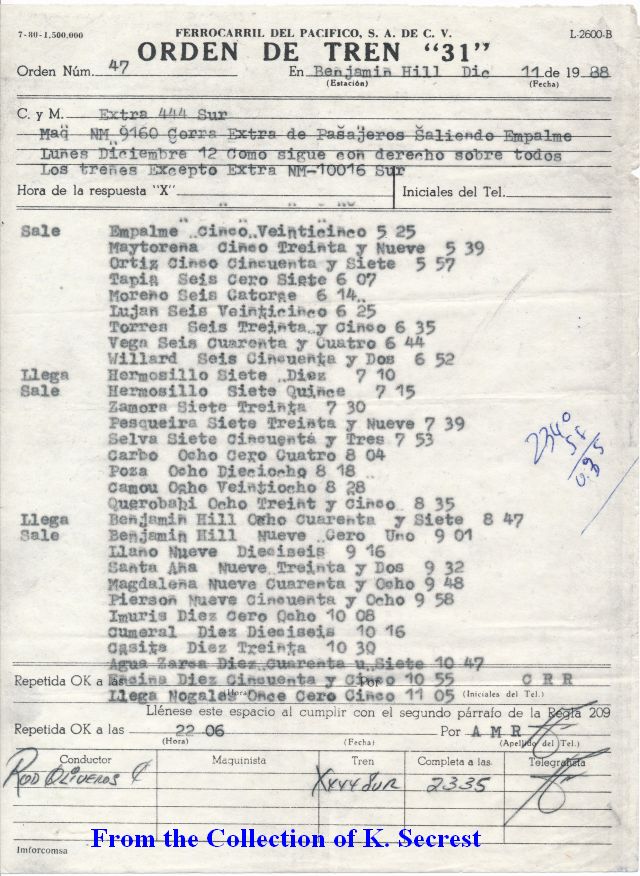 7-80-1,500,000 FERROCARRIL DEL PACIFICO, S. A. DE C. V. L-2600-B
ORDEN DE TREN "31"
Orden Núm. 47 En Benjamin Hill Dic 11 de 1988
(Estación) (Fecha)
C. y M. Extra 444 Sur
Maq NM 9160 Corra Extra de Pasajeros Saliendo Empalme
Lunes Diciembre 12 Como sigue con derecho sobre todos
Los trenes Excepto Extra NM-10016 Sur
Hora de la respuesta "X" Iniciales del Tel.
Sale Empalme Cinco Veinticinco 5 25
Maytorena Cinco Treinta y Nueve 5 39
Ortiz Cinco Cincuenta y Siete 5 57
Tapia Seis Cero Siete 6 07
Moreno Seis Catorge 6 14
Lujan Seis Veinticinco 6 25
Torres Seis Treinta y Cinco 6 35
Vega Seis Cuarenta y Cuatro 6 44
Willard Seis Cincuenta y Dos 6 52
Llega Hermosillo Siete Diez 7 10
Sale Hermosillo Siete Quince 7 15
Zamora Siete Treinta 7 30
Pesqueira Siete Treinta y Nueve 7 39
Selva Siete Cincuenta y Tres 7 53
Carbo Ocho Cero Cuatro 8 04
Poza Ocho Dieciocho 8 18
Camou Ocho Veintiocho 8 28
Querobabi Ocho Treint y Cinco 8 35
Llega Benjamin Hill Ocho Cuarenta y Siete 8 47
Sale Benjamin Hill Nueve Cero Uno 9 01
Llano Nueve Dieciseis 9 16
Santa Ana Nueve Treinta y Dos 9 32
Magdalena Nueve Cuarenta y Ocho 9 48
Pierson Nueve Cincuenta y Ocho 9 58
Imuris Diez Cero Ocho 10 08
Cumeral Diez Dieciseis 10 16
Casita Diez Treinta 10 30
Agua Zarca Diez Cuarenta u Siete 10 47
Repetida OK a las Encina Diez Cincuenta y Cinco 10 55 Por C R R
Llega Nogales Once Cero Cinco 11 05 (Hora) (Iniciales del Tel.)
Llénese este espacio al cumplir con el segundo párrafo de la Regla 209
Repetida OK a las 22 06 Por A M R
(Hora) (Fecha) (Apellido del Tel.)
Conductor Maquinista Tren Completa a las Telegrafista
Rod Oliveros X444 Sur 2335
From the Collection of K. Secrest
Imforcomsa